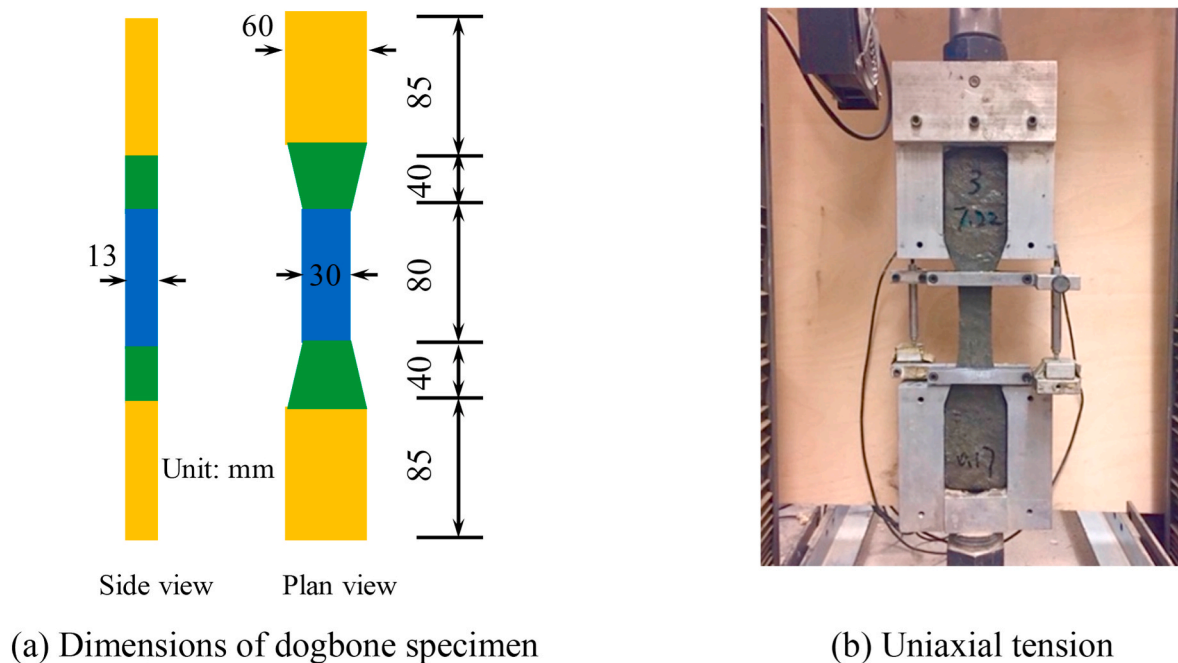 60
85
40
13
30
80
40
85
Unit: mm
Side view
Plan view
(a) Dimensions of dogbone specimen
3
7.22
(b) Uniaxial tension